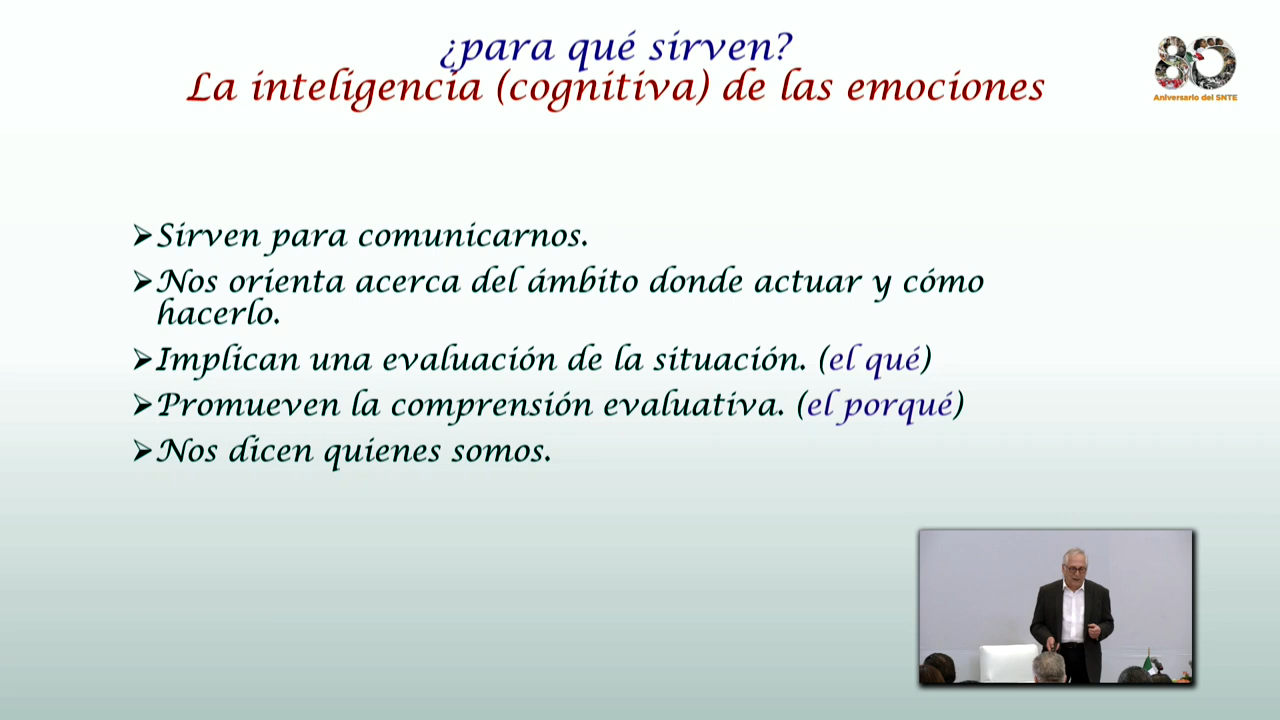 ¿para qué sirven?
La inteligencia (cognitiva) de las emociones
80
Aniversario del SNTE
➢Sirven para comunicarnos.
➢Nos orienta acerca del ámbito donde actuar y cómo
hacerlo.
➢Implican una evaluación de la situación. (el qué)
➢Promueven la comprensión evaluativa. (el porqué)
➢Nos dicen quienes somos.